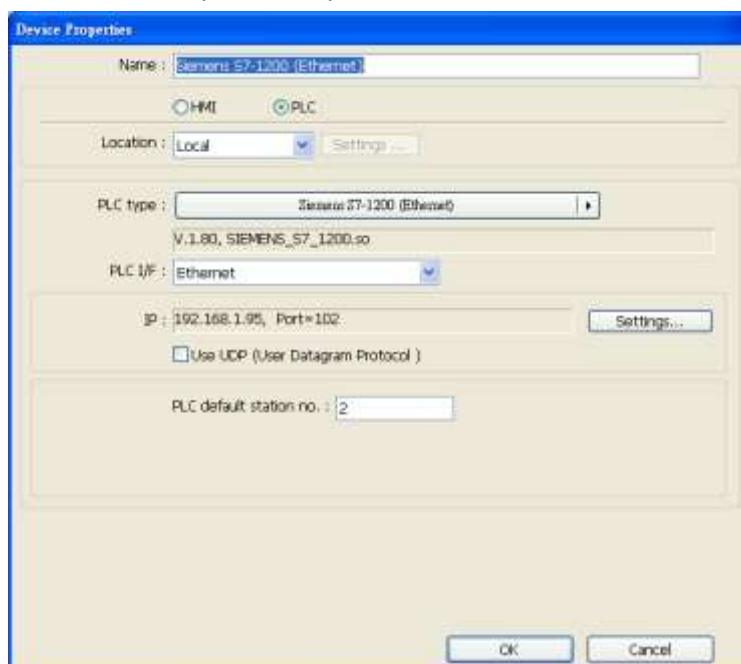 Device Properties
Name : Siemens S7-1200 (Ethernet)
HMI PLC
Location : Local Settings ...
PLC type : Siemens S7-1200 (Ethernet)
V.1.80, SIEMENS_S7_1200.so
PLC I/F : Ethernet
IP : 192.168.1.95, Port=102 Settings...
Use UDP (User Datagram Protocol )
PLC default station no. : 2
OK Cancel